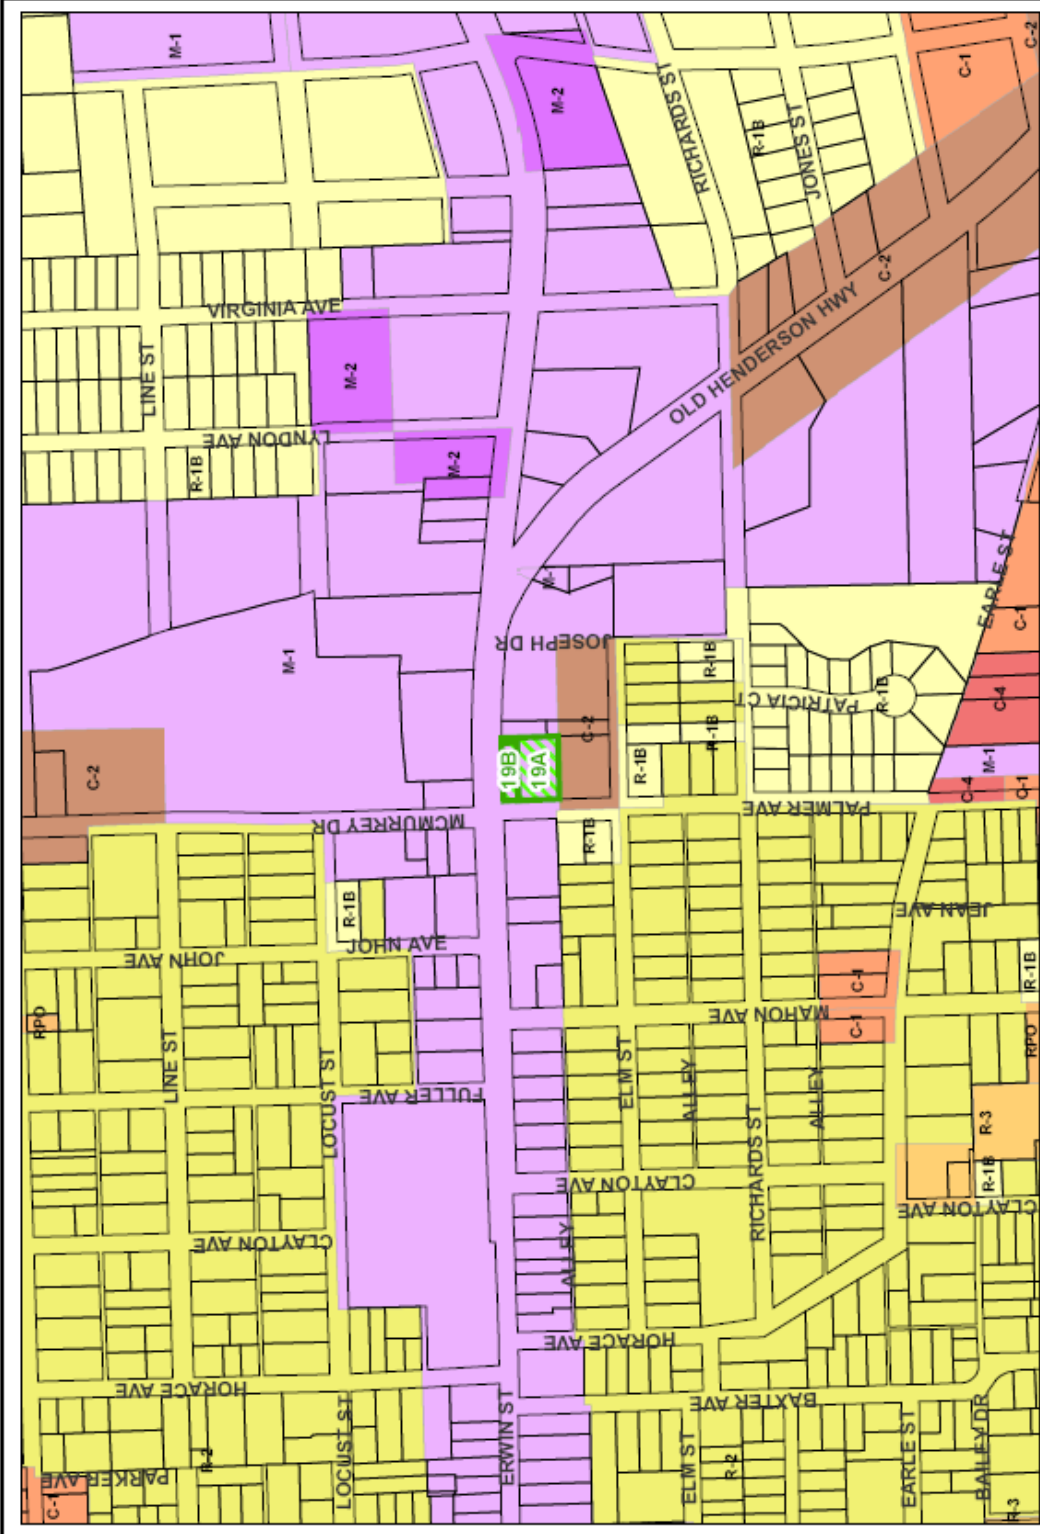 M-1
C-2
C-1
M-2
RICHARDS ST
R-1B
JONES ST
C-2
VIRGINIA AVE
OLD HENDERSON HWY
LINE ST
M-2
LYNDON AVE
R-1B
M-2
EARLE ST
M-
C-1
JOSEPH DR
M-1
R-1B
PATRICIA CT
R-1B
C-4
C-2
R-1B
19B
19A
R-1B
M-1
C-2
C-4
C-1
PALMER AVE
MCMURREY DR
R-1B
R-1B
JEAN AVE
JOHN AVE
JOHN AVE
R-1B
C-1
RPO
MAHON AVE
C-1
RPO
LINE ST
ELM ST
LOCUST ST
ALLEY
ALLEY
FULLER AVE
R-3
RICHARDS ST
R-1B
CLAYTON AVE
CLAYTON AVE
CLAYTON AVE
ALLEY
HORACE AVE
HORACE AVE
BAXTER AVE
LOCUST ST
ERWIN ST
ELM ST
EARLE ST
BAILEY DR
R-2
R-2
PARKER AVE
C-1
R-3